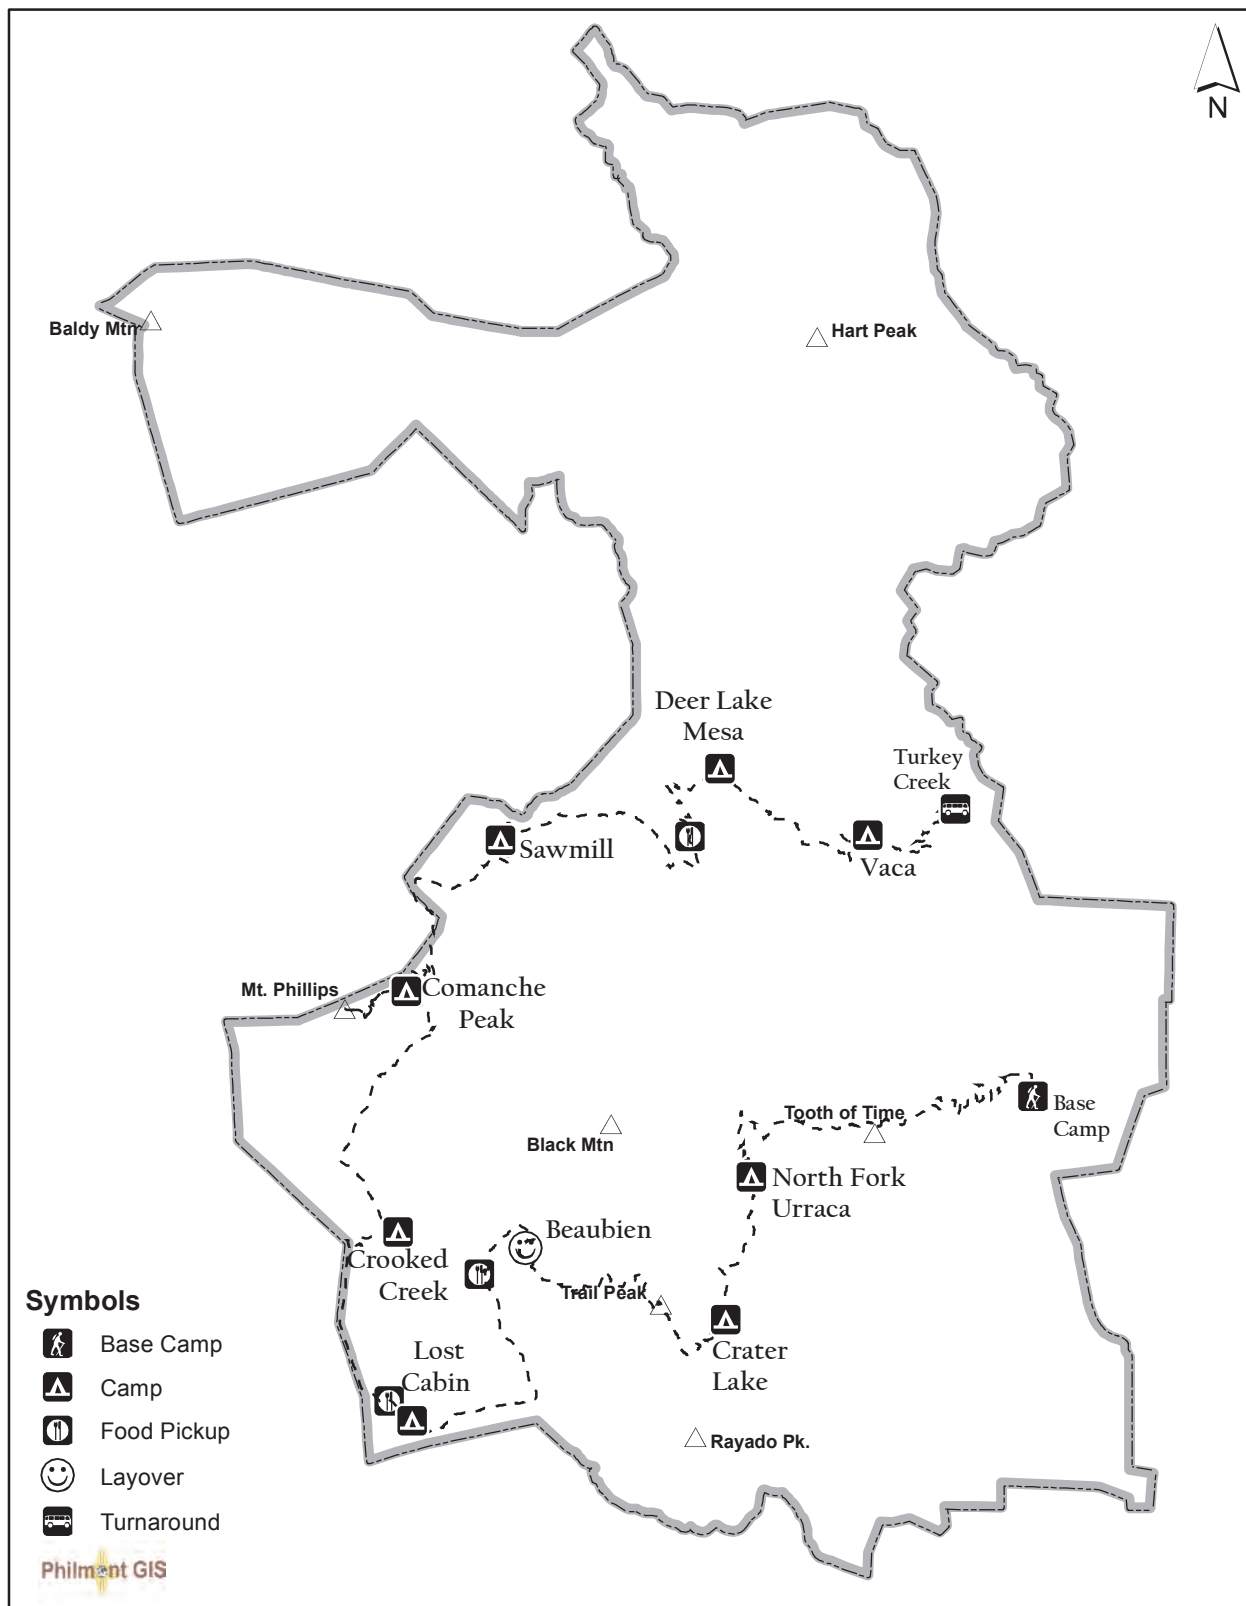 N
Baldy Mtn
Hart Peak
Deer Lake
Mesa
Turkey
Creek
Sawmill
Vaca
Mt. Phillips
Comanche
Peak
Tooth of Time
Base
Camp
Black Mtn
North Fork
Urraca
Beaubien
Crooked
Creek
Trail Peak
Crater
Lake
Lost
Cabin
Rayado Pk.
Symbols
Base Camp
Camp
Food Pickup
Layover
Turnaround
Philmont GIS